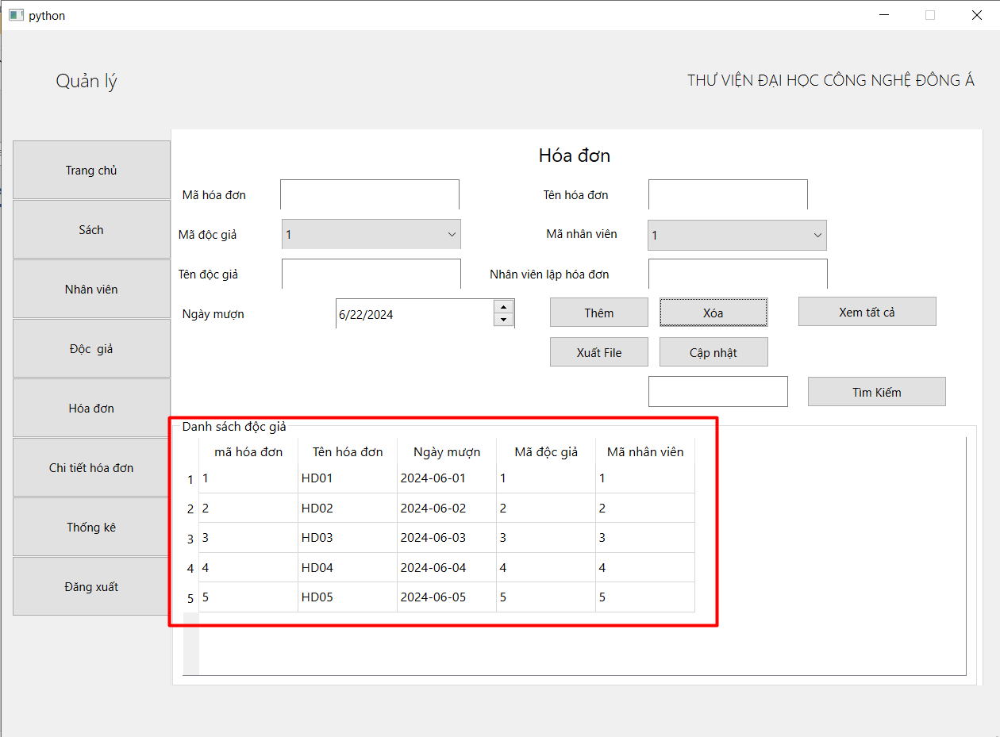 python
Quản lý
THƯ VIỆN ĐẠI HỌC CÔNG NGHỆ ĐÔNG Á
Trang chủ
Sách
Nhân viên
Độc giả
Hóa đơn
Chi tiết hóa đơn
Thống kê
Đăng xuất
Hóa đơn
Mã hóa đơn
Tên hóa đơn
Mã độc giả 1
Mã nhân viên 1
Tên độc giả
Nhân viên lập hóa đơn
Ngày mượn 6/22/2024
Thêm Xóa Xem tất cả
Xuất File Cập nhật
Tìm Kiếm
Danh sách độc giả
mã hóa đơn Tên hóa đơn Ngày mượn Mã độc giả Mã nhân viên
1 1 HD01 2024-06-01 1 1
2 2 HD02 2024-06-02 2 2
3 3 HD03 2024-06-03 3 3
4 4 HD04 2024-06-04 4 4
5 5 HD05 2024-06-05 5 5